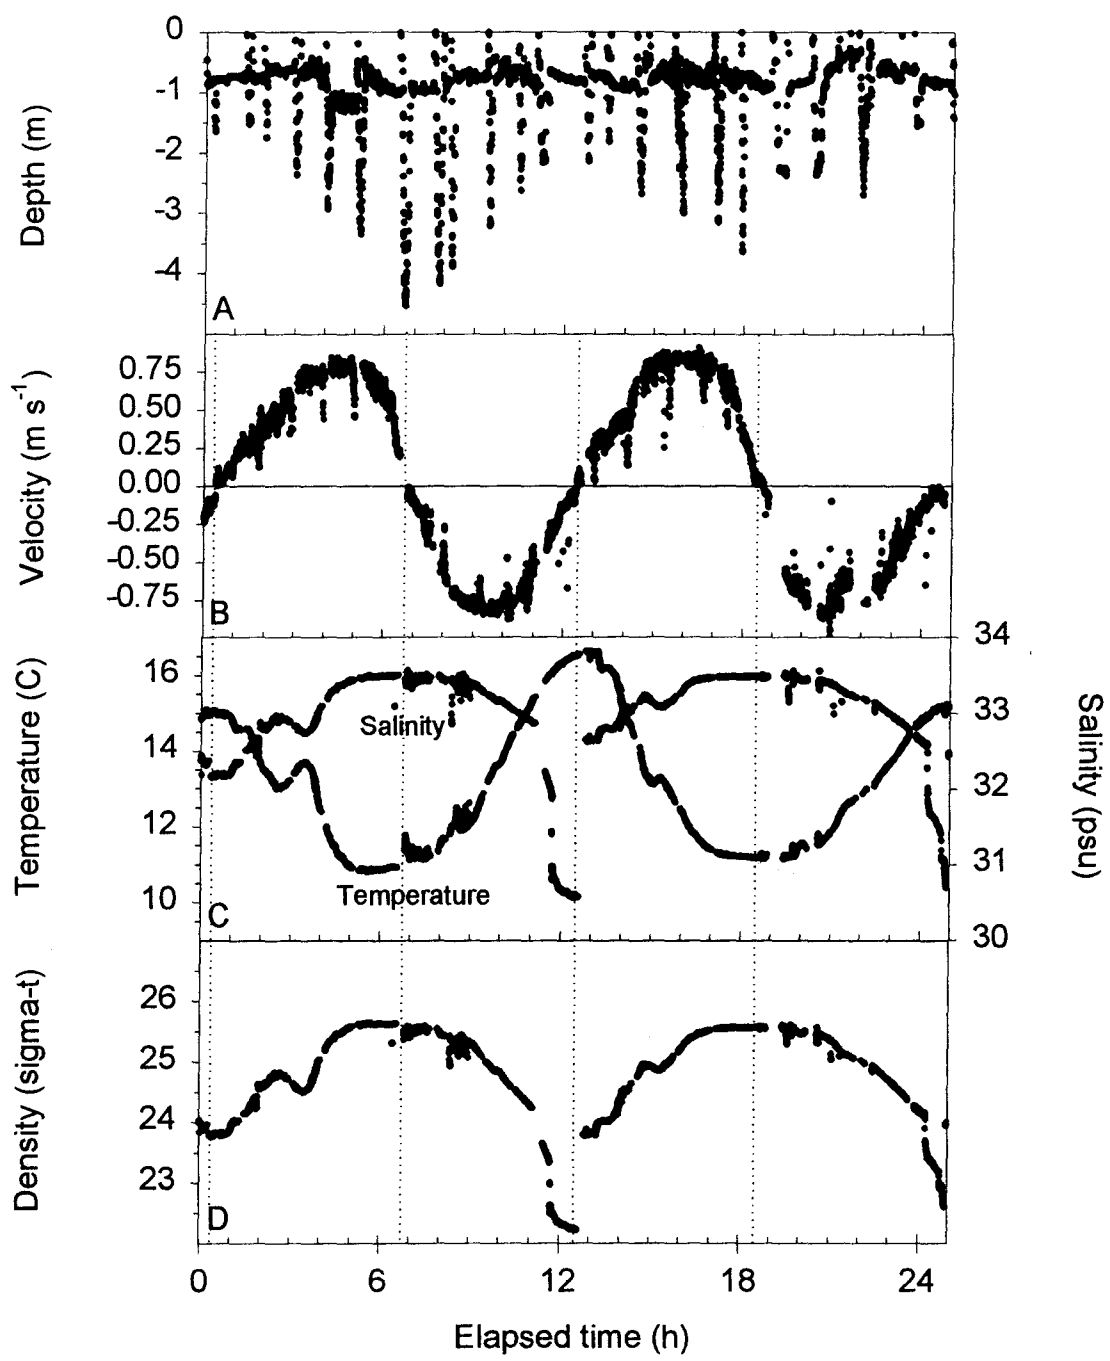 0
-1
-2
-3
-4
Depth (m)
A
0.75
0.50
0.25
0.00
-0.25
-0.50
-0.75
Velocity (m s-1)
B
34
16
14
12
10
Temperature (C)
Salinity
Temperature
C
33
32
31
30
Salinity (psu)
26
25
24
23
Density (sigma-t)
D
0 6 12 18 24
Elapsed time (h)